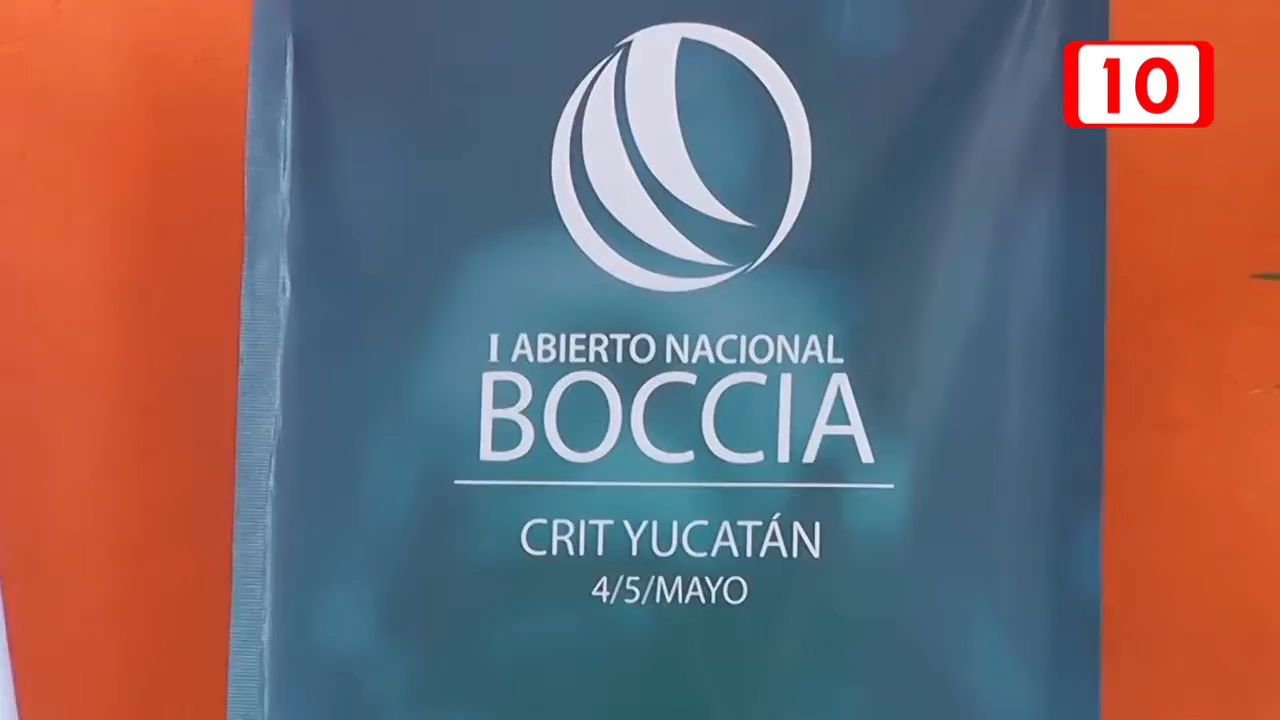 10
I ABIERTO NACIONAL
BOCCIA
CRIT YUCATÁN
4/5/MAYO